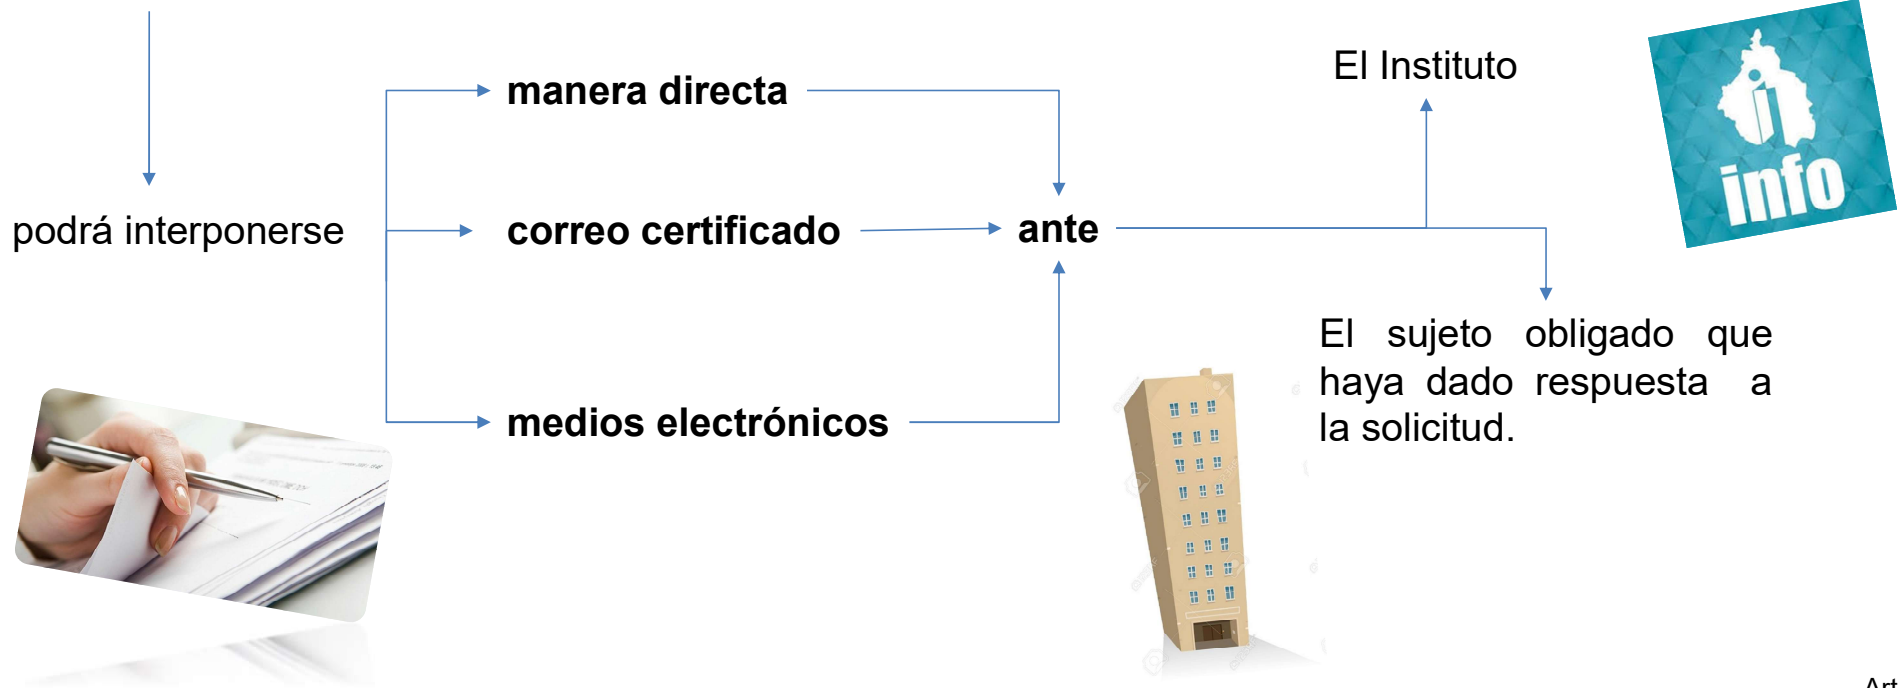 El Instituto
manera directa
info
podrá interponerse
correo certificado
ante
El sujeto obligado que
haya dado respuesta a
la solicitud.
medios electrónicos
Art